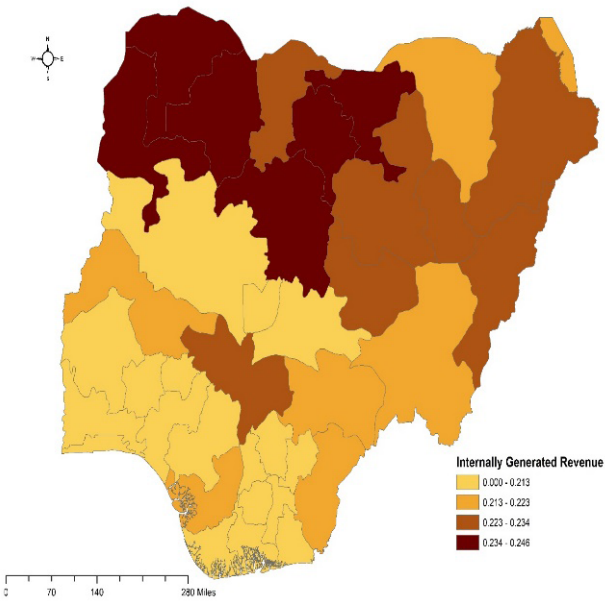 N
W E
S
Internally Generated Revenue
0.000 - 0.213
0.213 - 0.223
0.223 - 0.234
0.234 - 0.246
0 70 140 280 Miles